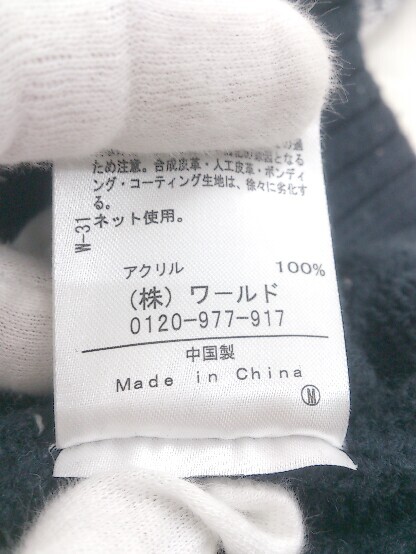 ため注意。合成皮革・人工皮革・ボンディ
ング・コーティング生地は、徐々に劣化す
る。
ネット使用。
W-31
アクリル 100%
(株) ワールド
0120-977-917
中国製
Made in China
M